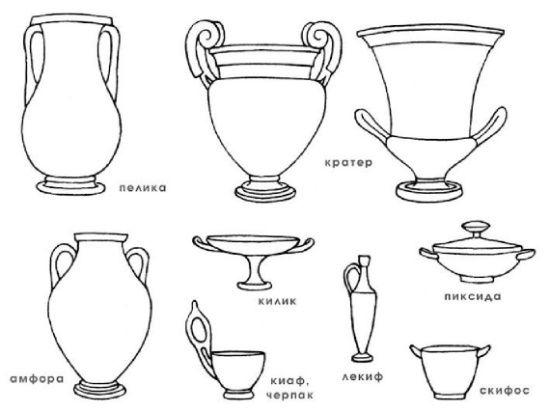 пелика
кратер
килик
пиксида
амфора
киаф,
черпак
лекиф
скифос